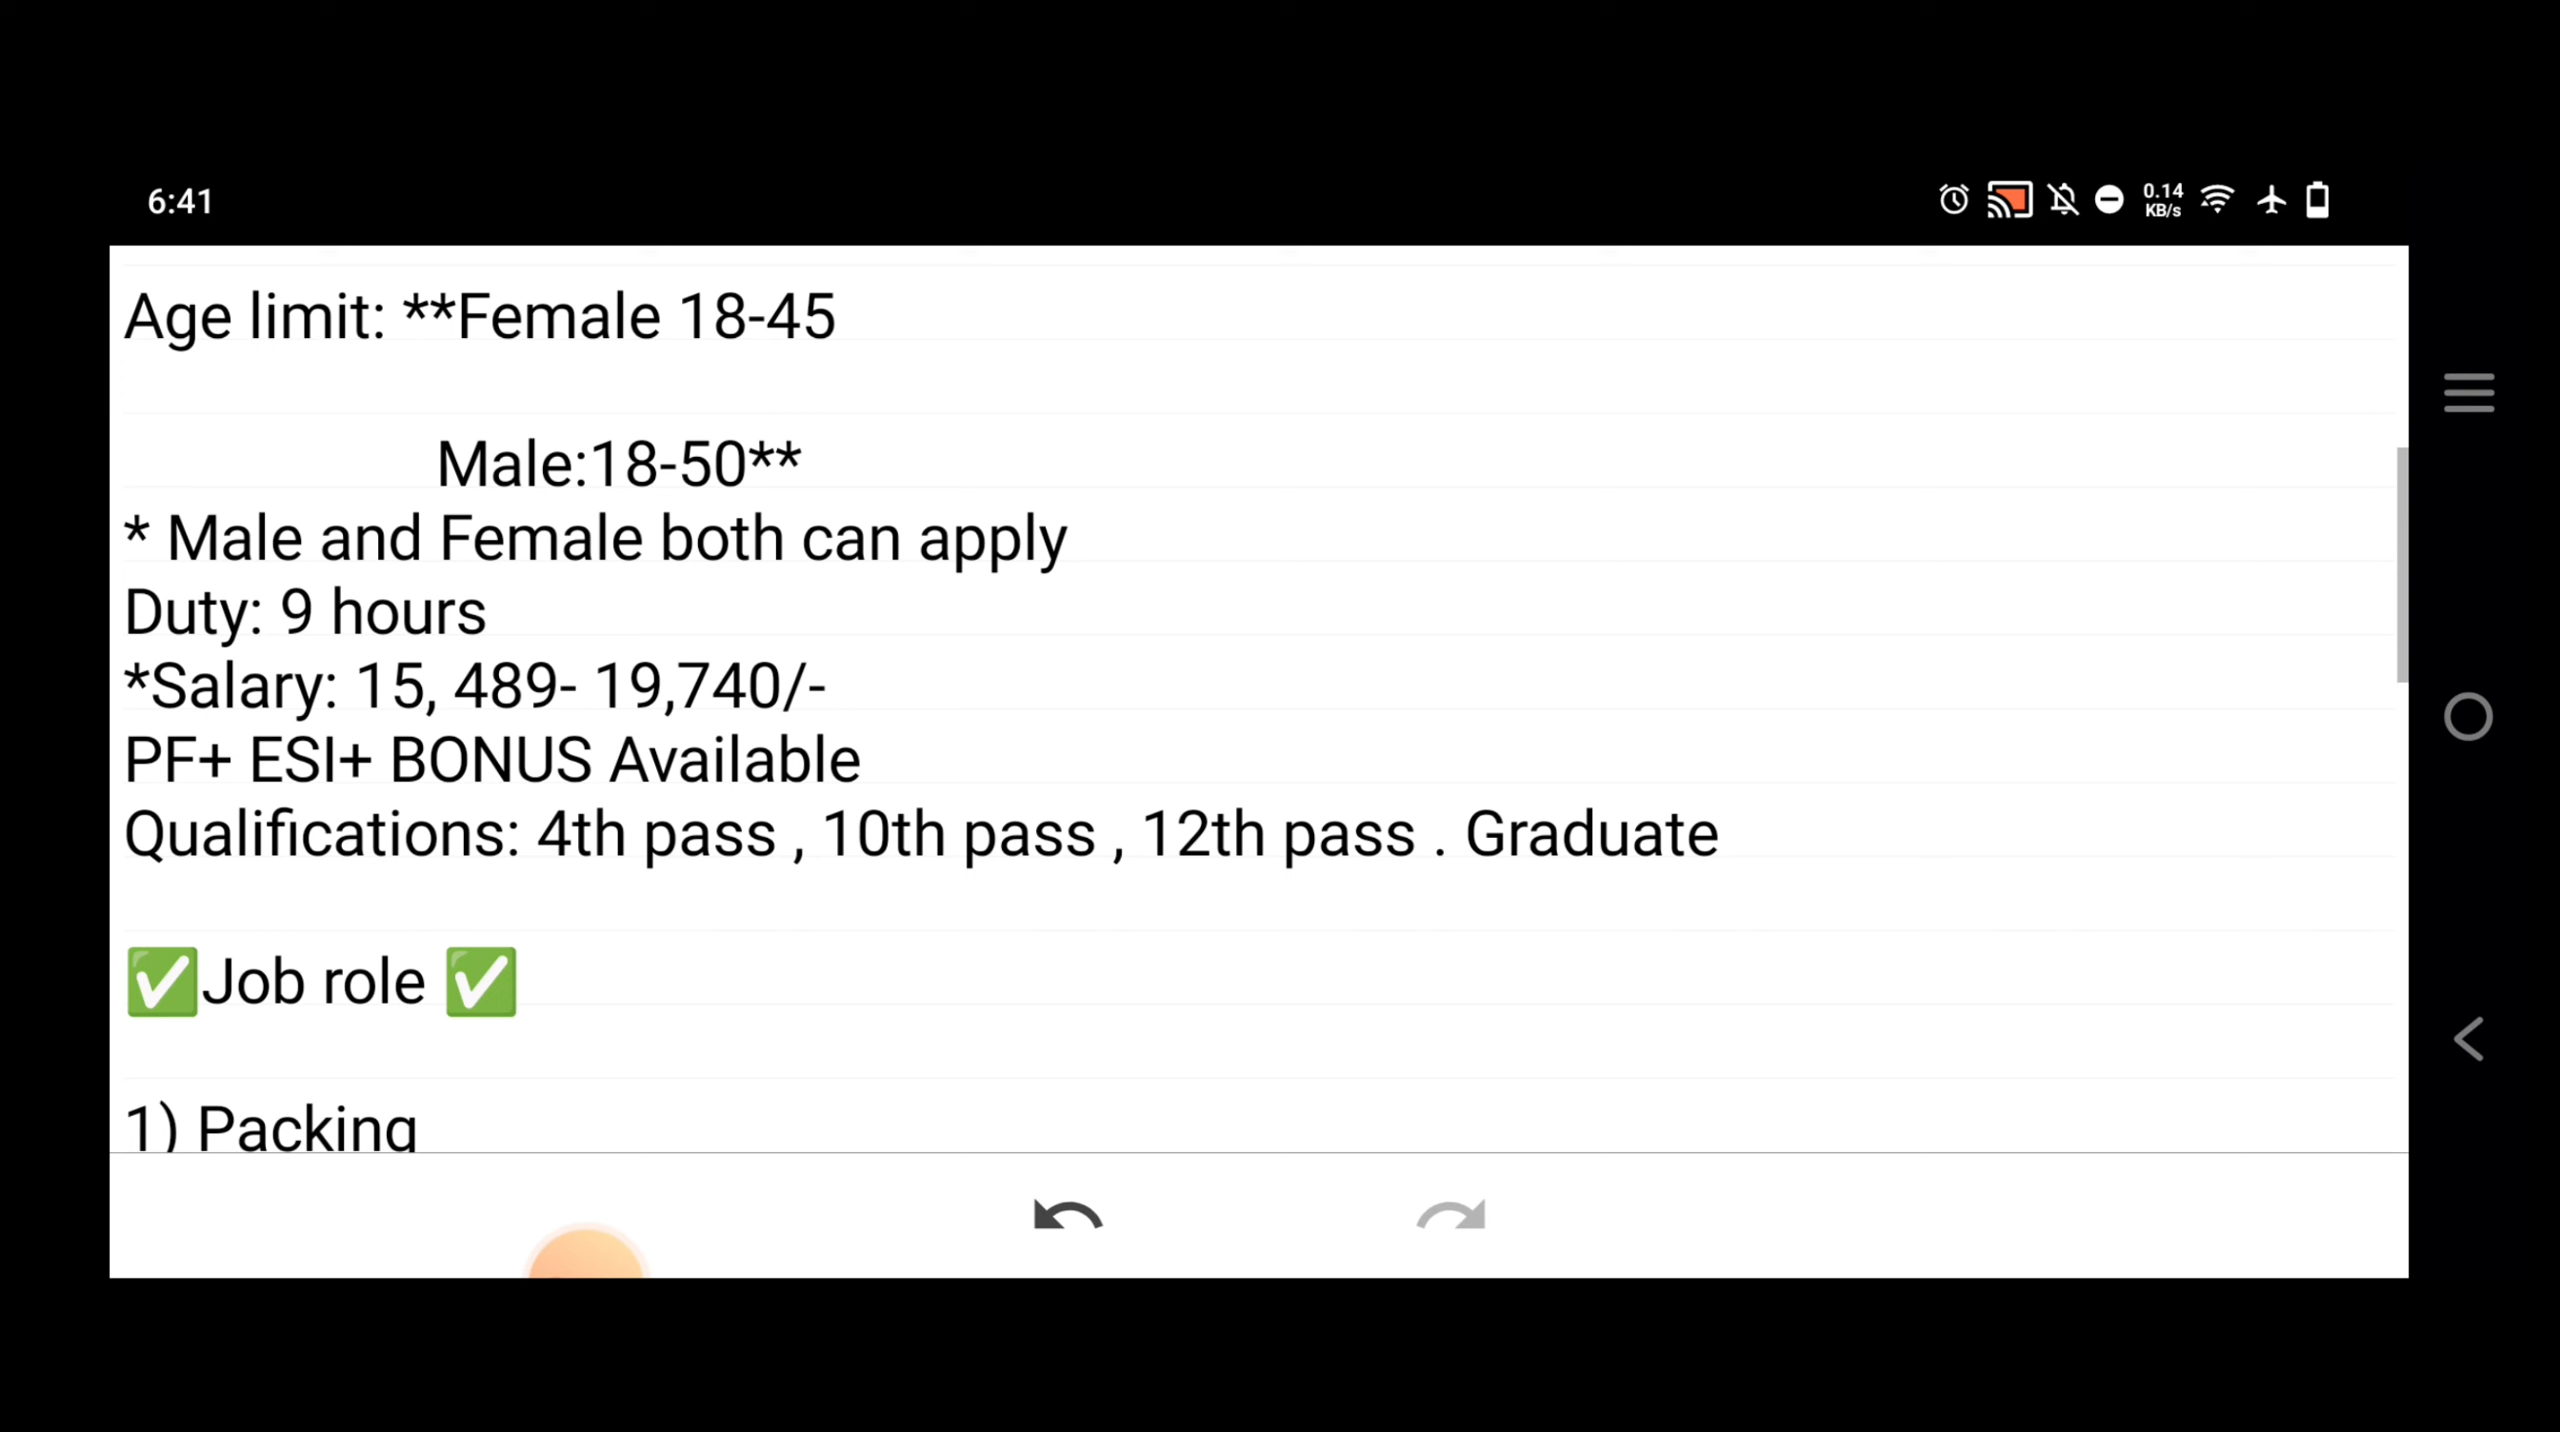 6:41
0.14
KB/s
Age limit: **Female 18-45
Male:18-50**
* Male and Female both can apply
Duty: 9 hours
*Salary: 15, 489- 19,740/-
PF+ ESI+ BONUS Available
Qualifications: 4th pass , 10th pass , 12th pass . Graduate
✅Job role ✅
1) Packing